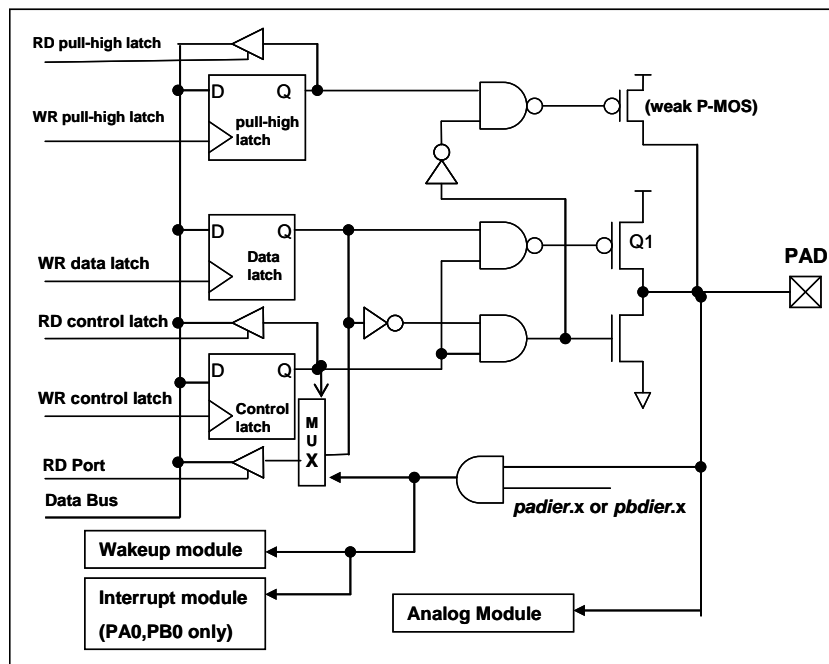 RD pull-high latch
D Q
pull-high
latch
WR pull-high latch
(weak P-MOS)
D Q
Data
latch
WR data latch
Q1
PAD
RD control latch
D Q
Control
latch
WR control latch
M
U
X
RD Port
Data Bus
padier.x or pbdier.x
Wakeup module
Interrupt module
(PA0,PB0 only)
Analog Module